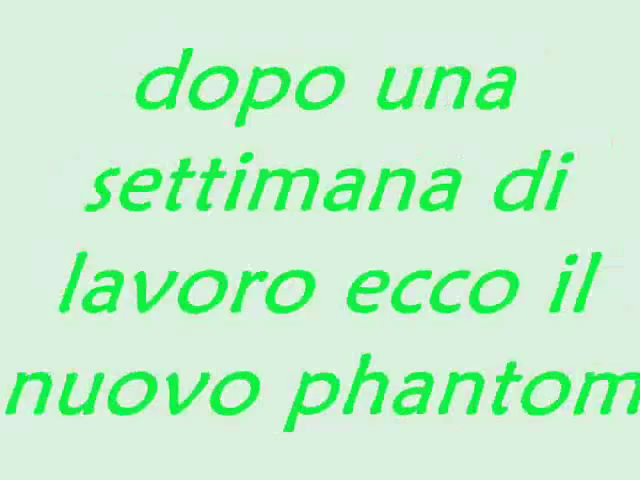 dopo una
settimana di
lavoro ecco il
nuovo phantom